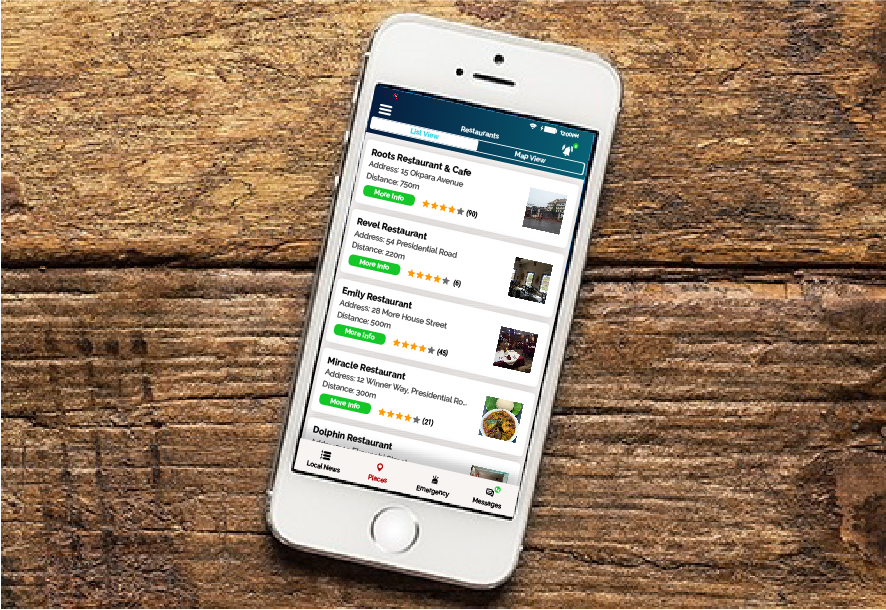 12:00PM
Restaurants
List View
Map View
Roots Restaurant & Cafe
Address: 15 Okpara Avenue
Distance: 750m
More Info
(90)
Revel Restaurant
Address: 54 Presidential Road
Distance: 220m
More Info
(6)
Emily Restaurant
Address: 28 More House Street
Distance: 500m
More Info
(45)
Miracle Restaurant
Address: 12 Winner Way, Presidential Ro...
Distance: 300m
More Info
(21)
Dolphin Restaurant
Local News
Places
Emergency
Messages